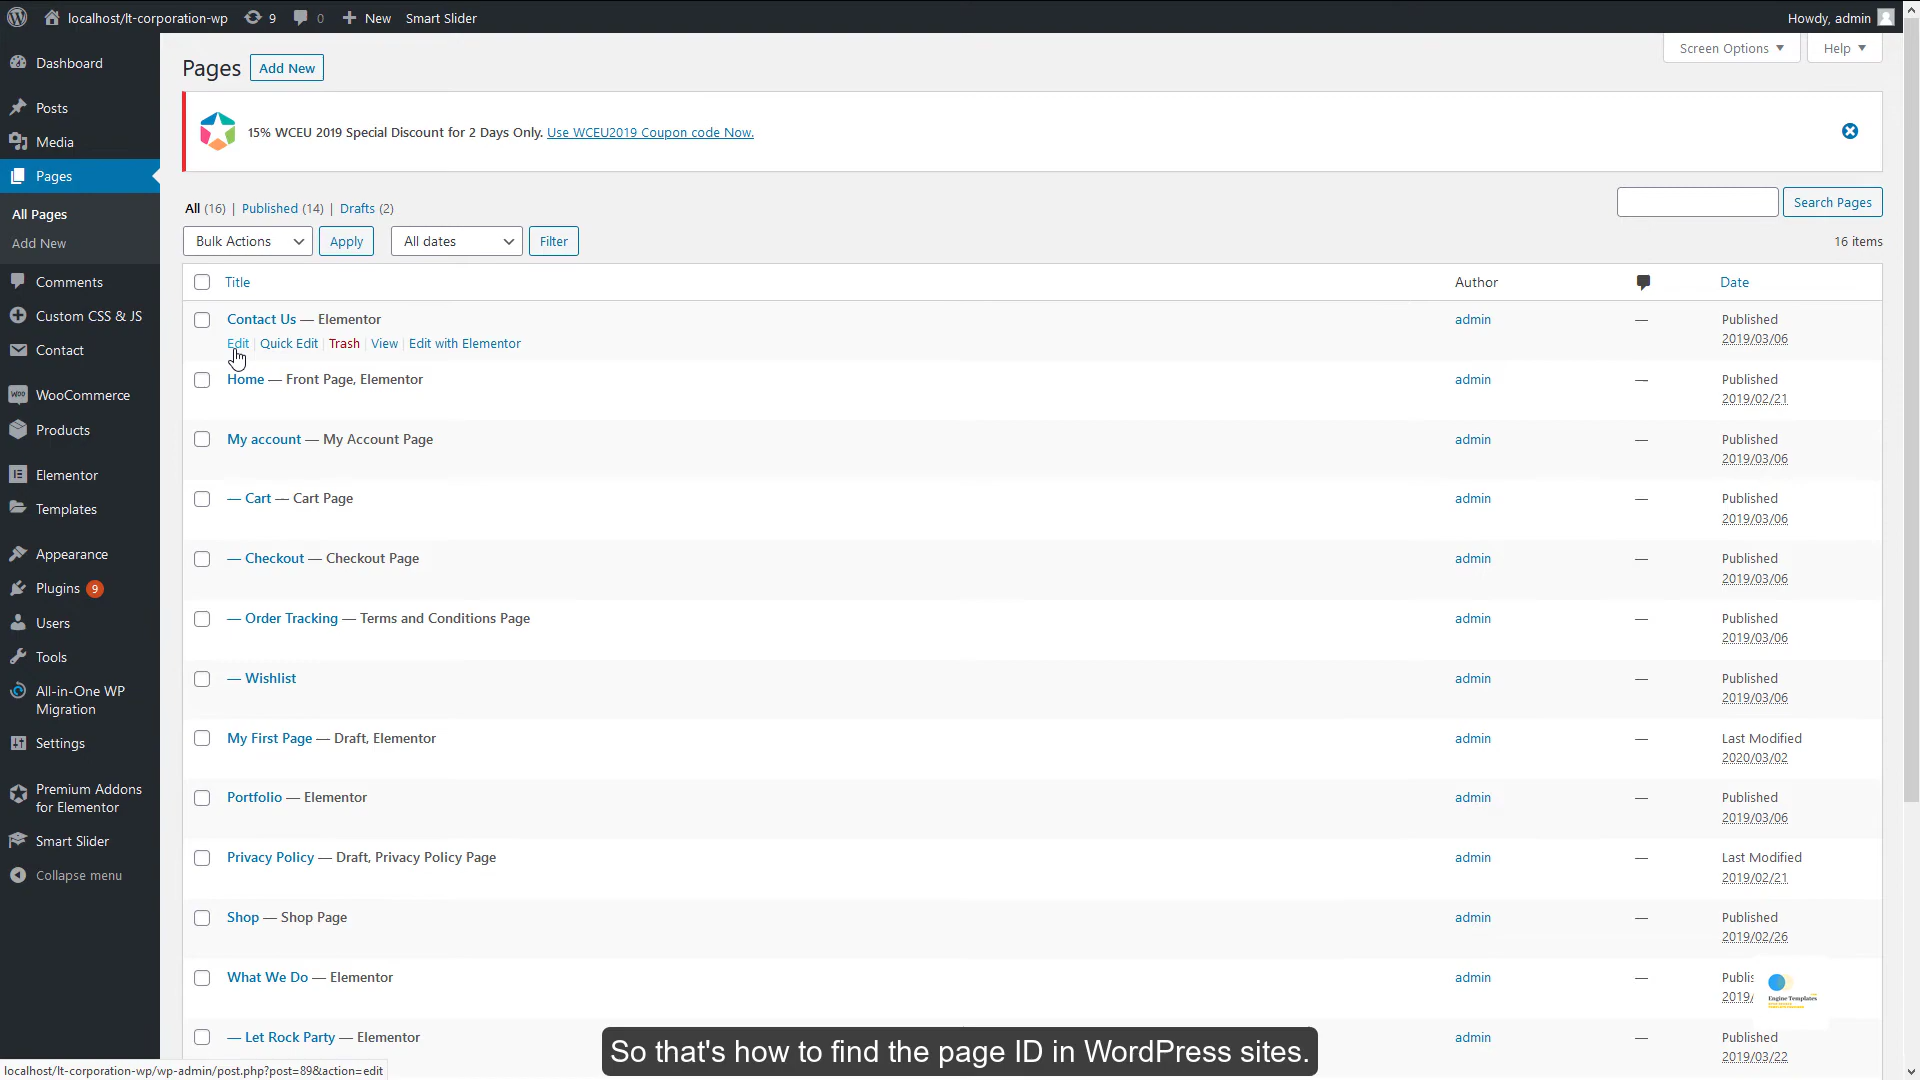 localhost/lt-corporation-wp 9 0 New Smart Slider Howdy, admin
Dashboard
Posts
Media
Pages
All Pages
Add New
Comments
Custom CSS & JS
Contact
WooCommerce
Products
Elementor
Templates
Appearance
Plugins 9
Users
Tools
All-in-One WP
Migration
Settings
Premium Addons
for Elementor
Smart Slider
Collapse menu
Screen Options Help
Pages Add New
15% WCEU 2019 Special Discount for 2 Days Only. Use WCEU2019 Coupon code Now.
All (16) | Published (14) | Drafts (2)
Search Pages
Bulk Actions Apply All dates Filter 16 items
Title Author Date
Contact Us — Elementor admin — Published
2019/03/06
Edit | Quick Edit | Trash | View | Edit with Elementor
Home — Front Page, Elementor admin — Published
2019/02/21
My account — My Account Page admin — Published
2019/03/06
— Cart — Cart Page admin — Published
2019/03/06
— Checkout — Checkout Page admin — Published
2019/03/06
— Order Tracking — Terms and Conditions Page admin — Published
2019/03/06
— Wishlist admin — Published
2019/03/06
My First Page — Draft, Elementor admin — Last Modified
2020/03/02
Portfolio — Elementor admin — Published
2019/03/06
Privacy Policy — Draft, Privacy Policy Page admin — Last Modified
2019/02/21
Shop — Shop Page admin — Published
2019/02/26
What We Do — Elementor admin — Publis
2019/
Engine Templates
— Let Rock Party — Elementor admin — Published
2019/03/22
So that's how to find the page ID in WordPress sites.
localhost/lt-corporation-wp/wp-admin/post.php?post=89&action=edit